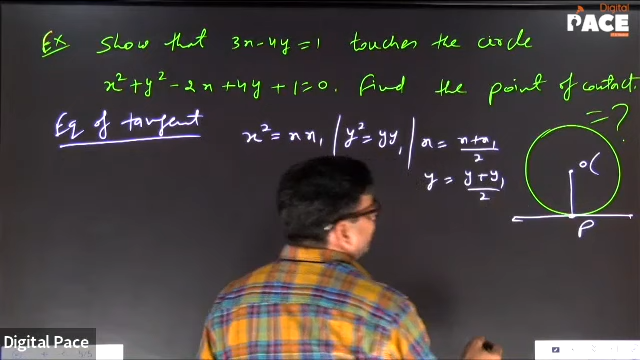 Digital
PACE
Ex Show that 3x-4y=1 touches the circle
x²+y²-2x+4y+1=0. Find the point of contact.
=?
Eq of tangent
x²=xx₁ | y²=yy₁ | x=(x+x₁)/2
y=(y+y₁)/2
O(
P
Digital Pace